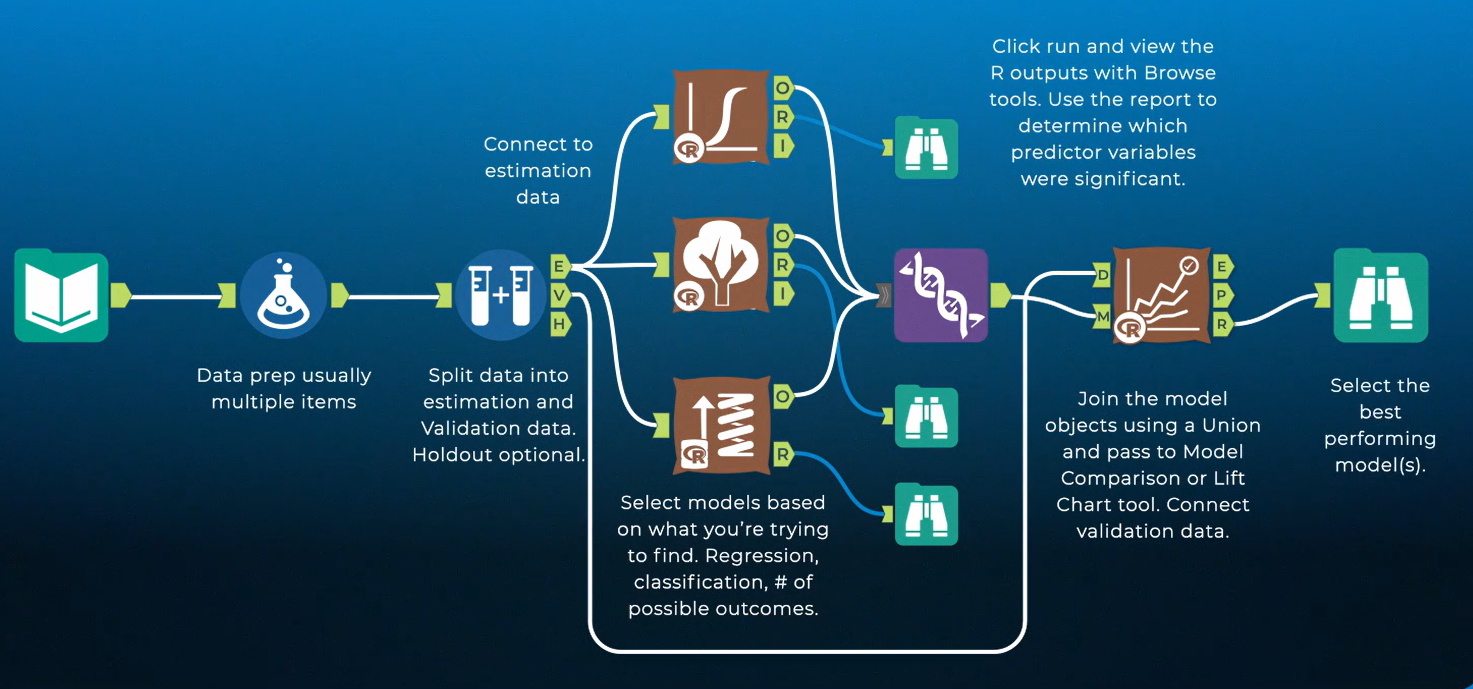 Click run and view the
R outputs with Browse
tools. Use the report to
determine which
predictor variables
were significant.
Connect to
estimation
data
O
R
I
R
O
R
I
R
E
V
H
Data prep usually
multiple items
Split data into
estimation and
Validation data.
Holdout optional.
O
R
R
Select models based
on what you’re trying
to find. Regression,
classification, # of
possible outcomes.
D
M
R
E
P
R
Join the model
objects using a Union
and pass to Model
Comparison or Lift
Chart tool. Connect
validation data.
Select the
best
performing
model(s).